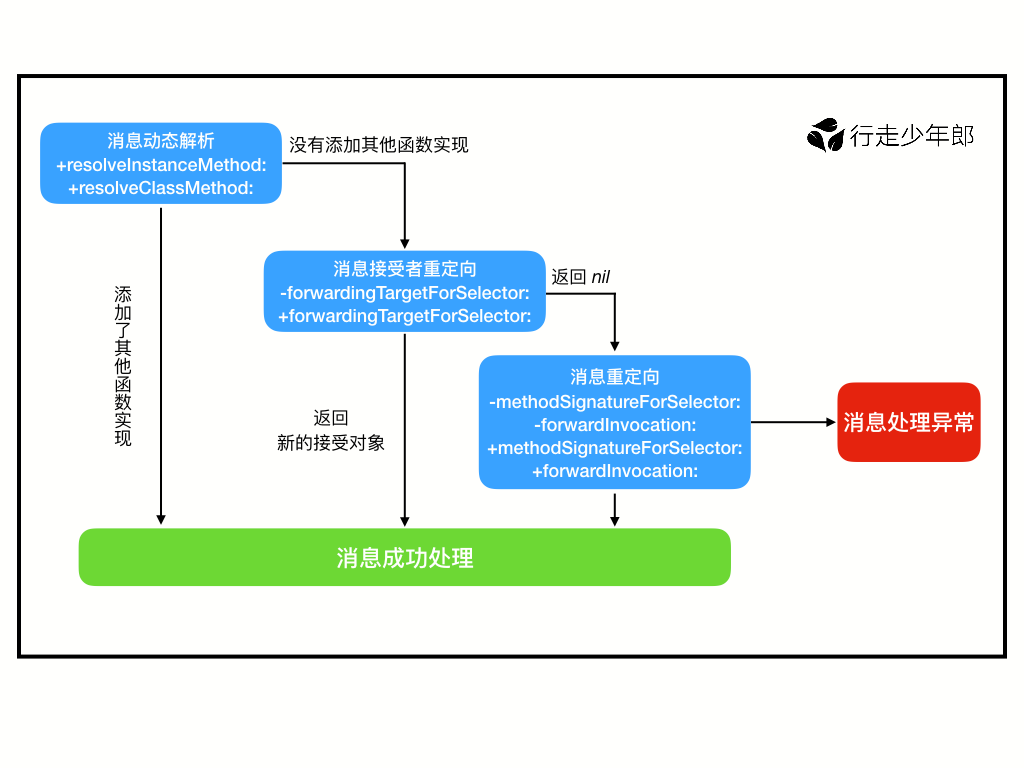 行走少年郎
消息动态解析
+resolveInstanceMethod:
+resolveClassMethod:
没有添加其他函数实现
消息接受者重定向
-forwardingTargetForSelector:
+forwardingTargetForSelector:
返回 nil
添加了其他函数实现
消息重定向
-methodSignatureForSelector:
-forwardInvocation:
+methodSignatureForSelector:
+forwardInvocation:
消息处理异常
返回
新的接受对象
消息成功处理